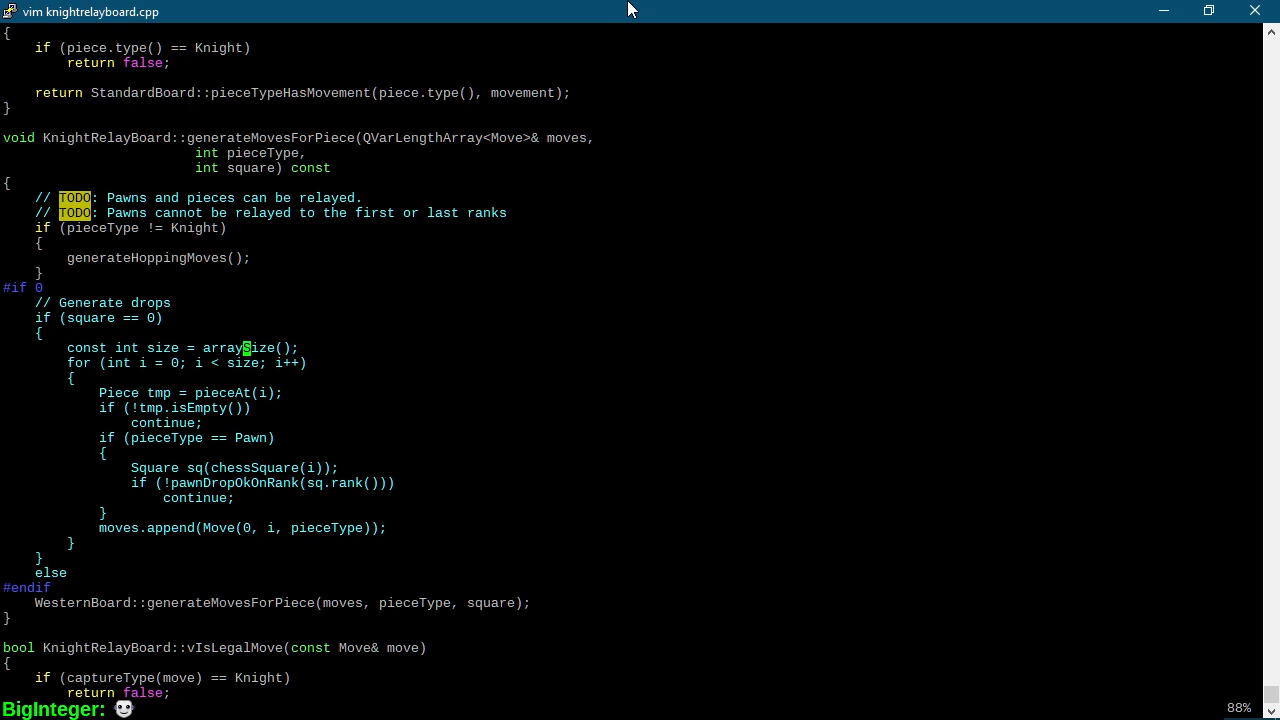 vim knightrelayboard.cpp
{
    if (piece.type() == Knight)
        return false;

    return StandardBoard::pieceTypeHasMovement(piece.type(), movement);
}

void KnightRelayBoard::generateMovesForPiece(QVarLengthArray<Move>& moves,
                        int pieceType,
                        int square) const
{
    // TODO: Pawns and pieces can be relayed.
    // TODO: Pawns cannot be relayed to the first or last ranks
    if (pieceType != Knight)
    {
        generateHoppingMoves();
    }
#if 0
    // Generate drops
    if (square == 0)
    {
        const int size = arraySize();
        for (int i = 0; i < size; i++)
        {
            Piece tmp = pieceAt(i);
            if (!tmp.isEmpty())
                continue;
            if (pieceType == Pawn)
            {
                Square sq(chessSquare(i));
                if (!pawnDropOkOnRank(sq.rank()))
                    continue;
            }
            moves.append(Move(0, i, pieceType));
        }
    }
    else
#endif
    WesternBoard::generateMovesForPiece(moves, pieceType, square);
}

bool KnightRelayBoard::vIsLegalMove(const Move& move)
{
    if (captureType(move) == Knight)
        return false;
BigInteger:
88%